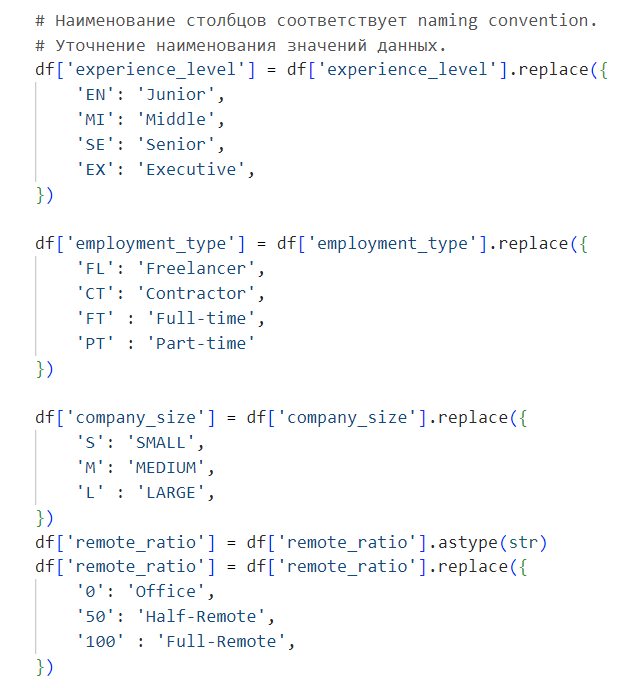 # Наименование столбцов соответствует naming convention.
# Уточнение наименования значений данных.
df['experience_level'] = df['experience_level'].replace({
    'EN': 'Junior',
    'MI': 'Middle',
    'SE': 'Senior',
    'EX': 'Executive',
})

df['employment_type'] = df['employment_type'].replace({
    'FL': 'Freelancer',
    'CT': 'Contractor',
    'FT' : 'Full-time',
    'PT' : 'Part-time'
})

df['company_size'] = df['company_size'].replace({
    'S': 'SMALL',
    'M': 'MEDIUM',
    'L' : 'LARGE',
})
df['remote_ratio'] = df['remote_ratio'].astype(str)
df['remote_ratio'] = df['remote_ratio'].replace({
    '0': 'Office',
    '50': 'Half-Remote',
    '100' : 'Full-Remote',
})